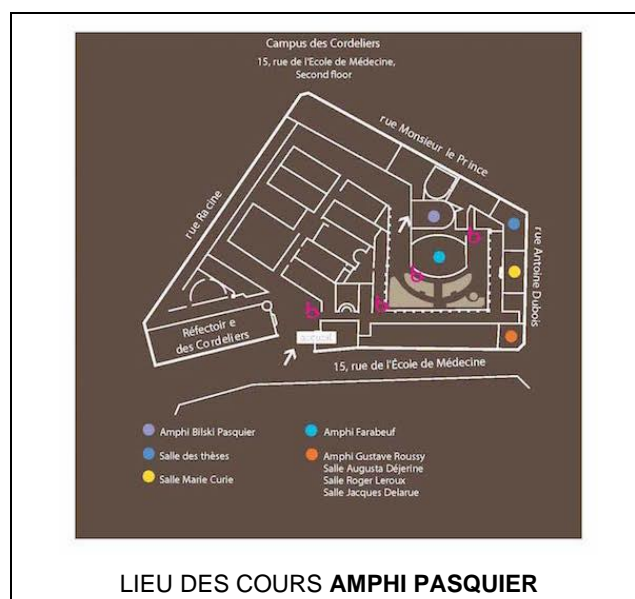 Campus des Cordeliers
15, rue de l'Ecole de Médecine,
Second floor
rue Monsieur le Prince
rue Racine
rue Antoine Dubois
Réfectoir e
des Cordeliers
15, rue de l'École de Médecine
Amphi Bilski Pasquier
Salle des thèses
Salle Marie Curie
Amphi Farabeuf
Amphi Gustave Roussy
Salle Augusta Déjerine
Salle Roger Leroux
Salle Jacques Delarue
LIEU DES COURS AMPHI PASQUIER